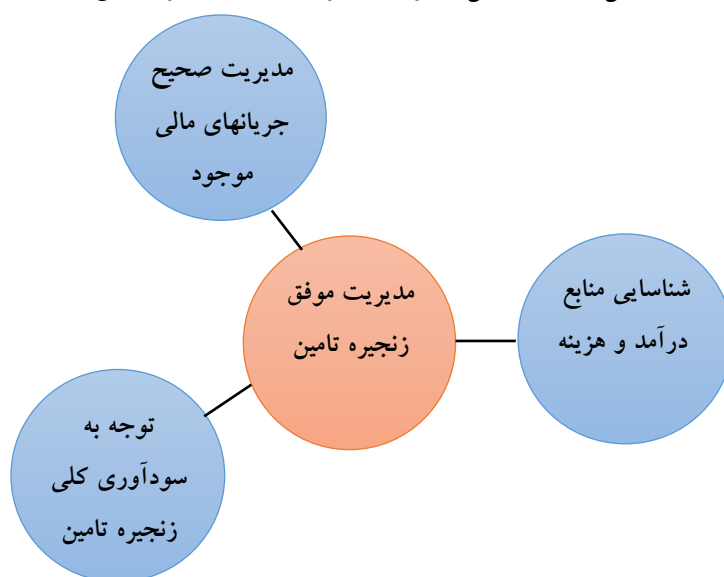 مدیریت صحیح
جریانهای مالی
موجود
مدیریت موفق
زنجیره تامین
شناسایی منابع
درآمد و هزینه
توجه به
سودآوری کلی
زنجیره تامین